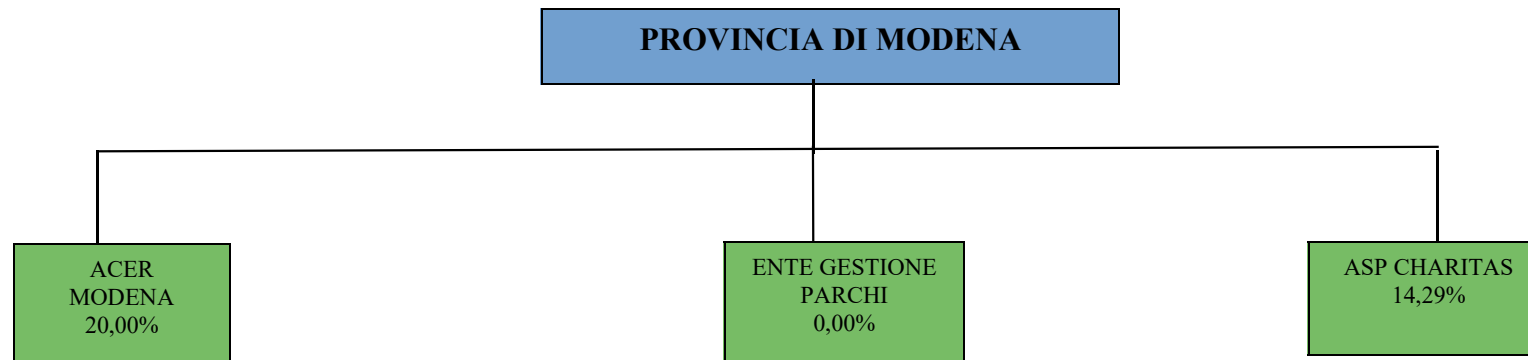 PROVINCIA DI MODENA
ACER
MODENA
20,00%
ENTE GESTIONE
PARCHI
0,00%
ASP CHARITAS
14,29%